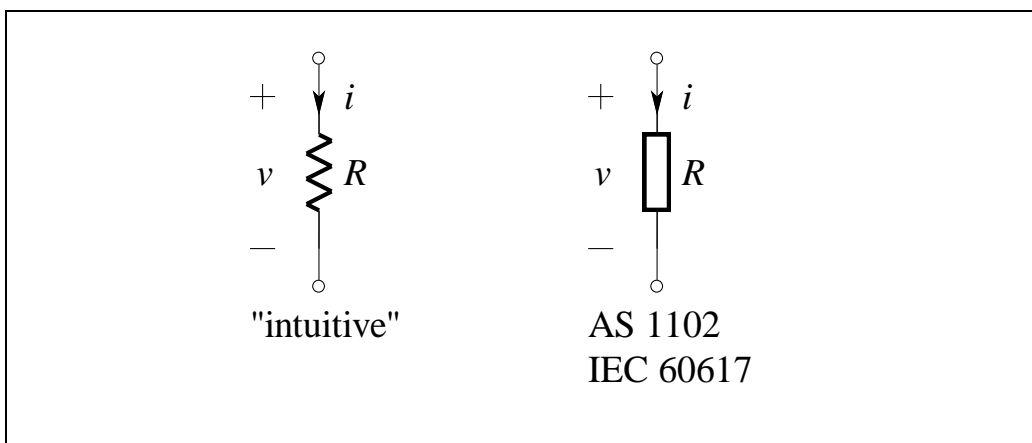 + i + i
v R v R
− −
"intuitive" AS 1102
IEC 60617